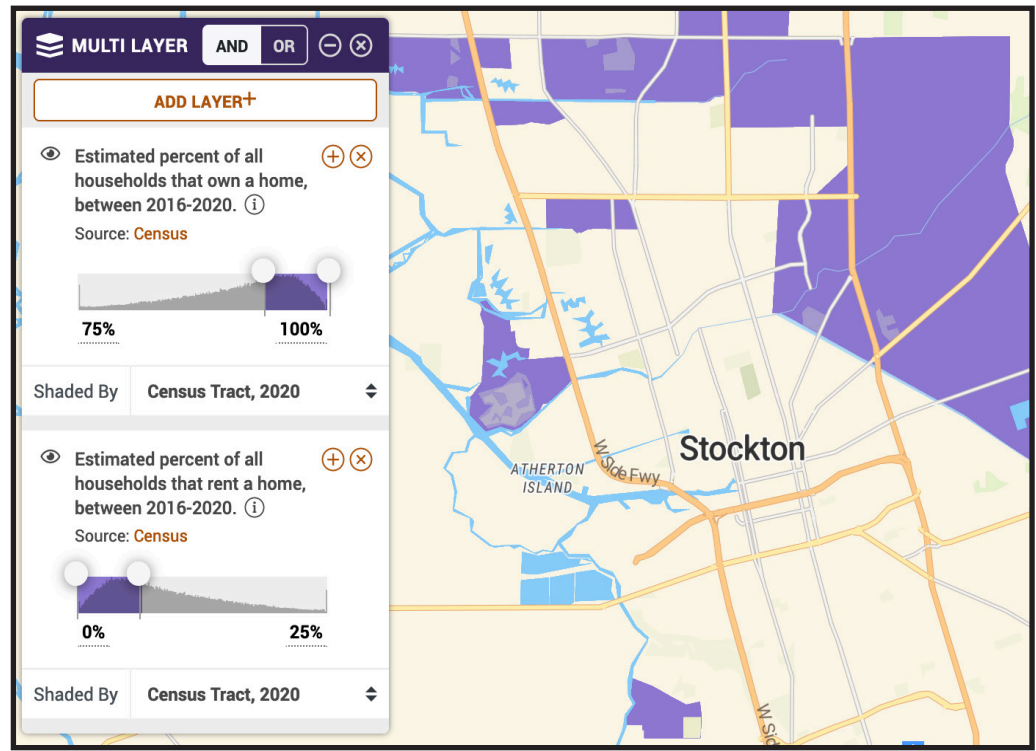 MULTI LAYER AND OR
ADD LAYER+
Estimated percent of all
households that own a home,
between 2016-2020.
Source: Census
75% 100%
Shaded By Census Tract, 2020
Estimated percent of all
households that rent a home,
between 2016-2020.
Source: Census
0% 25%
Shaded By Census Tract, 2020
Stockton
W Side Fwy
ATHERTON
ISLAND
W Sid